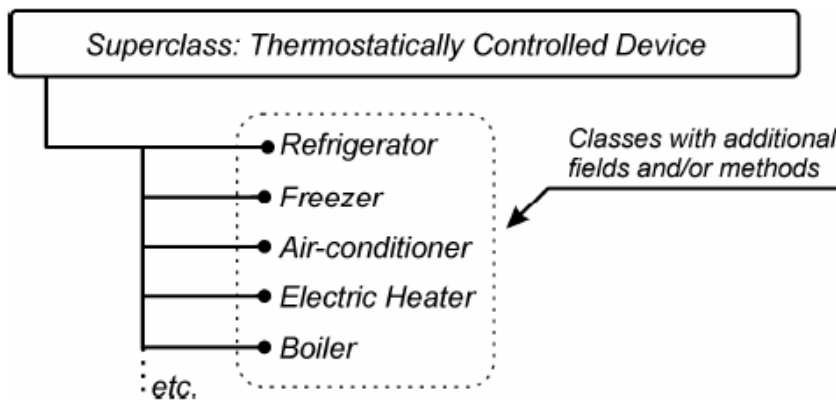 Superclass: Thermostatically Controlled Device
Refrigerator
Classes with additional
fields and/or methods
Freezer
Air-conditioner
Electric Heater
Boiler
etc.